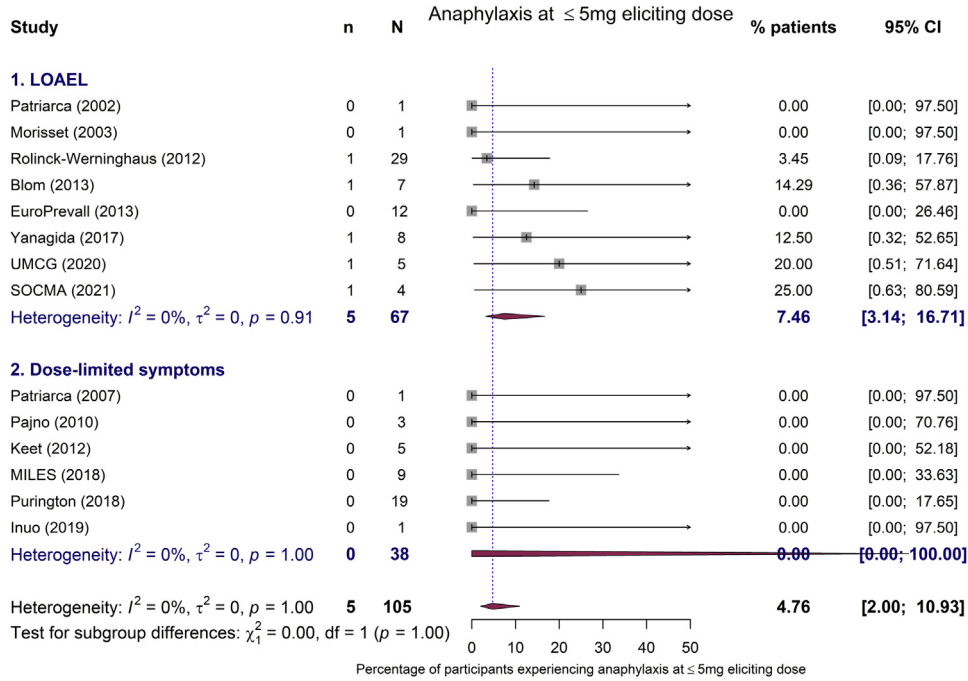 Anaphylaxis at ≤ 5mg eliciting dose
Study n N % patients 95% CI
1. LOAEL
Patriarca (2002) 0 1 0.00 [0.00; 97.50]
Morisset (2003) 0 1 0.00 [0.00; 97.50]
Rolinck-Werninghaus (2012) 1 29 3.45 [0.09; 17.76]
Blom (2013) 1 7 14.29 [0.36; 57.87]
EuroPrevall (2013) 0 12 0.00 [0.00; 26.46]
Yanagida (2017) 1 8 12.50 [0.32; 52.65]
UMCG (2020) 1 5 20.00 [0.51; 71.64]
SOCMA (2021) 1 4 25.00 [0.63; 80.59]
Heterogeneity: I² = 0%, τ² = 0, p = 0.91 5 67 7.46 [3.14; 16.71]
2. Dose-limited symptoms
Patriarca (2007) 0 1 0.00 [0.00; 97.50]
Pajno (2010) 0 3 0.00 [0.00; 70.76]
Keet (2012) 0 5 0.00 [0.00; 52.18]
MILES (2018) 0 9 0.00 [0.00; 33.63]
Purington (2018) 0 19 0.00 [0.00; 17.65]
Inuo (2019) 0 1 0.00 [0.00; 97.50]
Heterogeneity: I² = 0%, τ² = 0, p = 1.00 0 38 0.00 [0.00; 100.00]
Heterogeneity: I² = 0%, τ² = 0, p = 1.00 5 105 4.76 [2.00; 10.93]
Test for subgroup differences: χ²₁ = 0.00, df = 1 (p = 1.00)
0 10 20 30 40 50
Percentage of participants experiencing anaphylaxis at ≤ 5mg eliciting dose